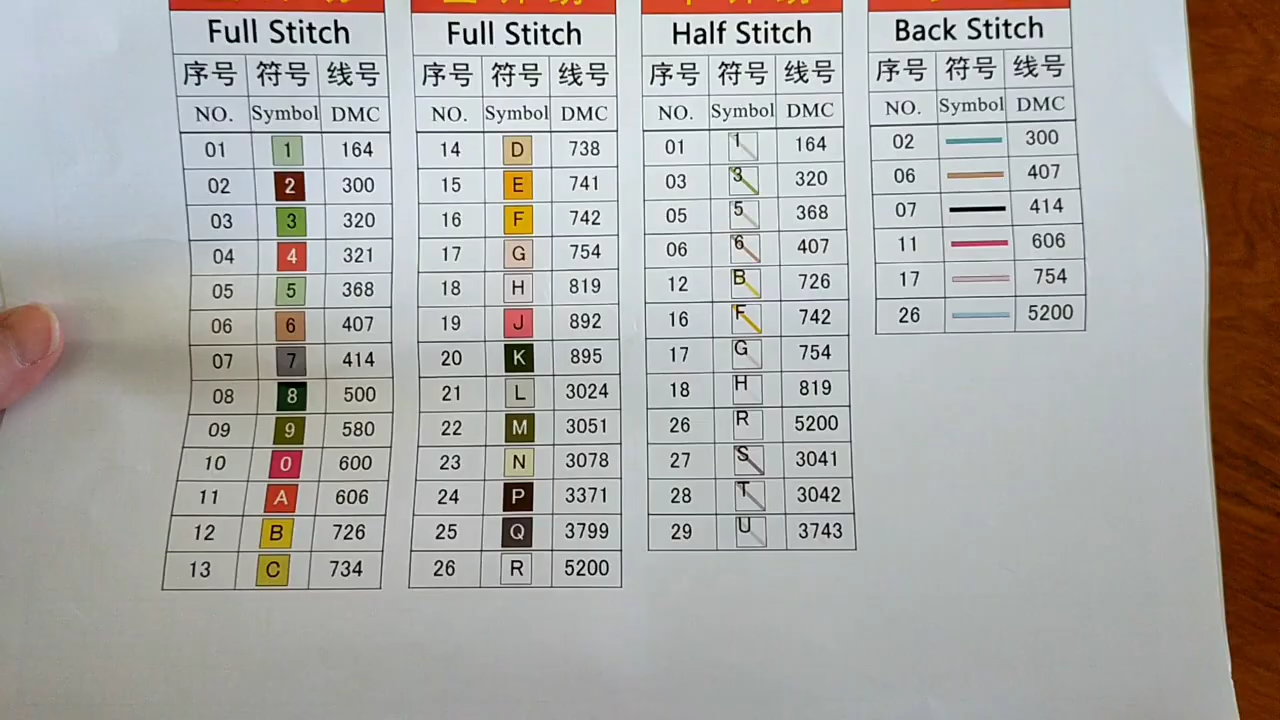 Full Stitch
序号 符号 线号
NO. Symbol DMC
01 1 164
02 2 300
03 3 320
04 4 321
05 5 368
06 6 407
07 7 414
08 8 500
09 9 580
10 0 600
11 A 606
12 B 726
13 C 734
Full Stitch
序号 符号 线号
NO. Symbol DMC
14 D 738
15 E 741
16 F 742
17 G 754
18 H 819
19 J 892
20 K 895
21 L 3024
22 M 3051
23 N 3078
24 P 3371
25 Q 3799
26 R 5200
Half Stitch
序号 符号 线号
NO. Symbol DMC
01 1 164
03 3 320
05 5 368
06 6 407
12 B 726
16 F 742
17 G 754
18 H 819
26 R 5200
27 S 3041
28 T 3042
29 U 3743
Back Stitch
序号 符号 线号
NO. Symbol DMC
02 300
06 407
07 414
11 606
17 754
26 5200